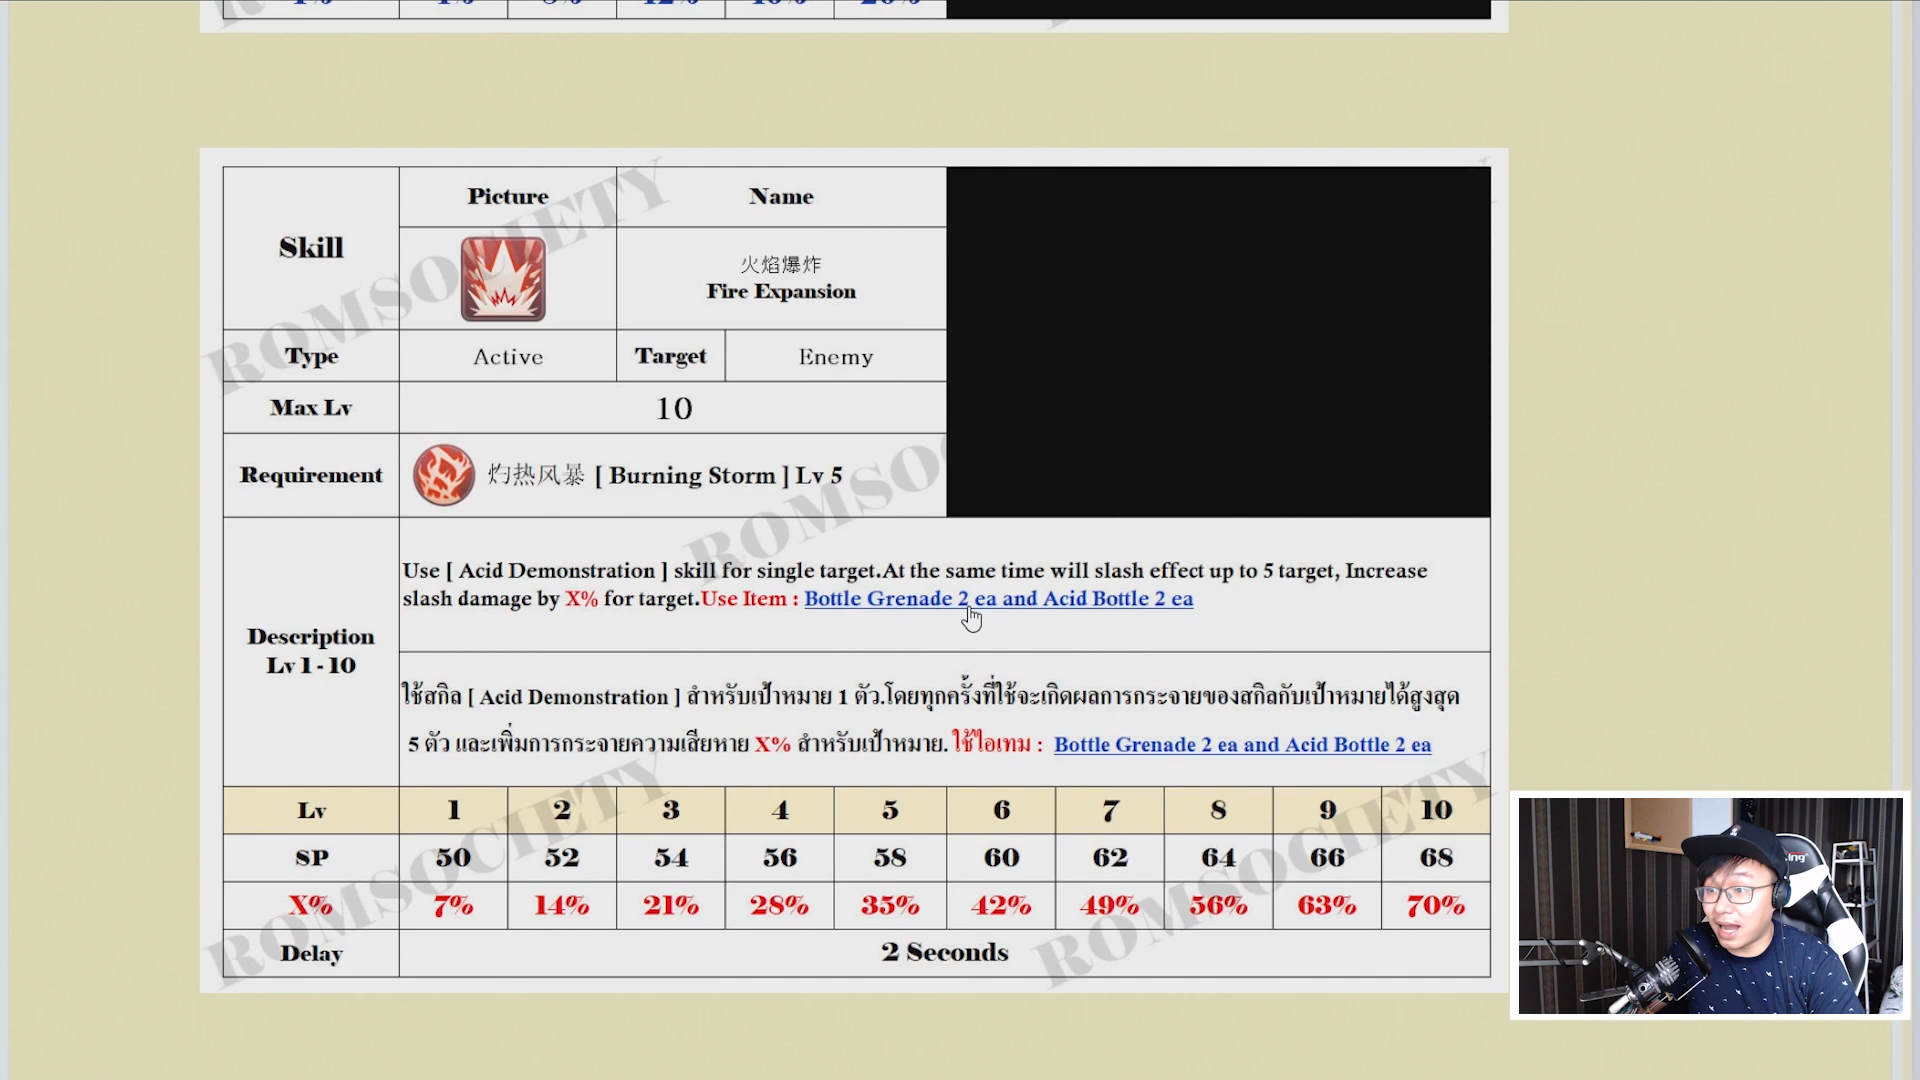 Picture
Name
Skill
火焰爆炸
Fire Expansion
Type
Active
Target
Enemy
Max Lv
10
Requirement
灼热风暴 [ Burning Storm ] Lv 5
Use [ Acid Demonstration ] skill for single target.At the same time will slash effect up to 5 target, Increase
slash damage by X% for target.Use Item : Bottle Grenade 2 ea and Acid Bottle 2 ea
Description
Lv 1 - 10
ใช้สกิล [ Acid Demonstration ] สำหรับเป้าหมาย 1 ตัว.โดยทุกครั้งที่ใช้จะเกิดผลการกระจายของสกิลกับเป้าหมายได้สูงสุด
5 ตัว และเพิ่มการกระจายความเสียหาย X% สำหรับเป้าหมาย. ใช้ไอเทม : Bottle Grenade 2 ea and Acid Bottle 2 ea
Lv 1 2 3 4 5 6 7 8 9 10
SP 50 52 54 56 58 60 62 64 66 68
X% 7% 14% 21% 28% 35% 42% 49% 56% 63% 70%
Delay 2 Seconds
ROMSOCIETY
ROMSOC
ROMSOCIETY
ROMSOCIETY